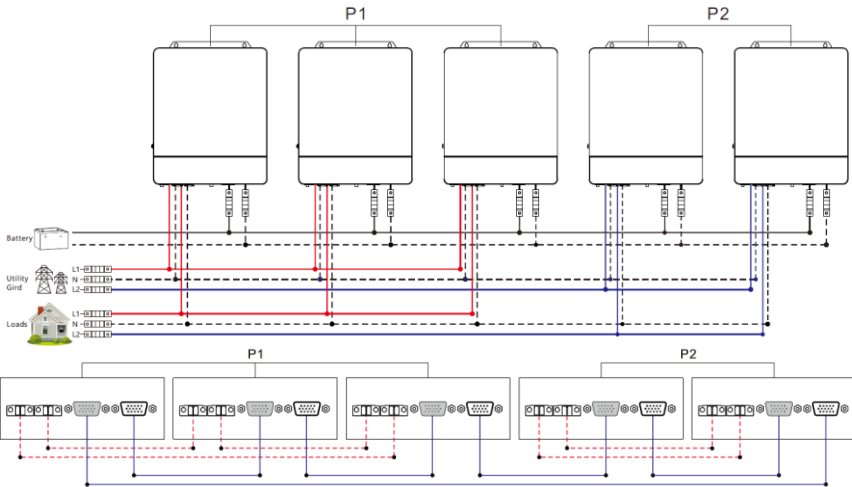 P1 P2
Battery
Utility Gird
L1
N
L2
Loads
L1
N
L2
P1 P2